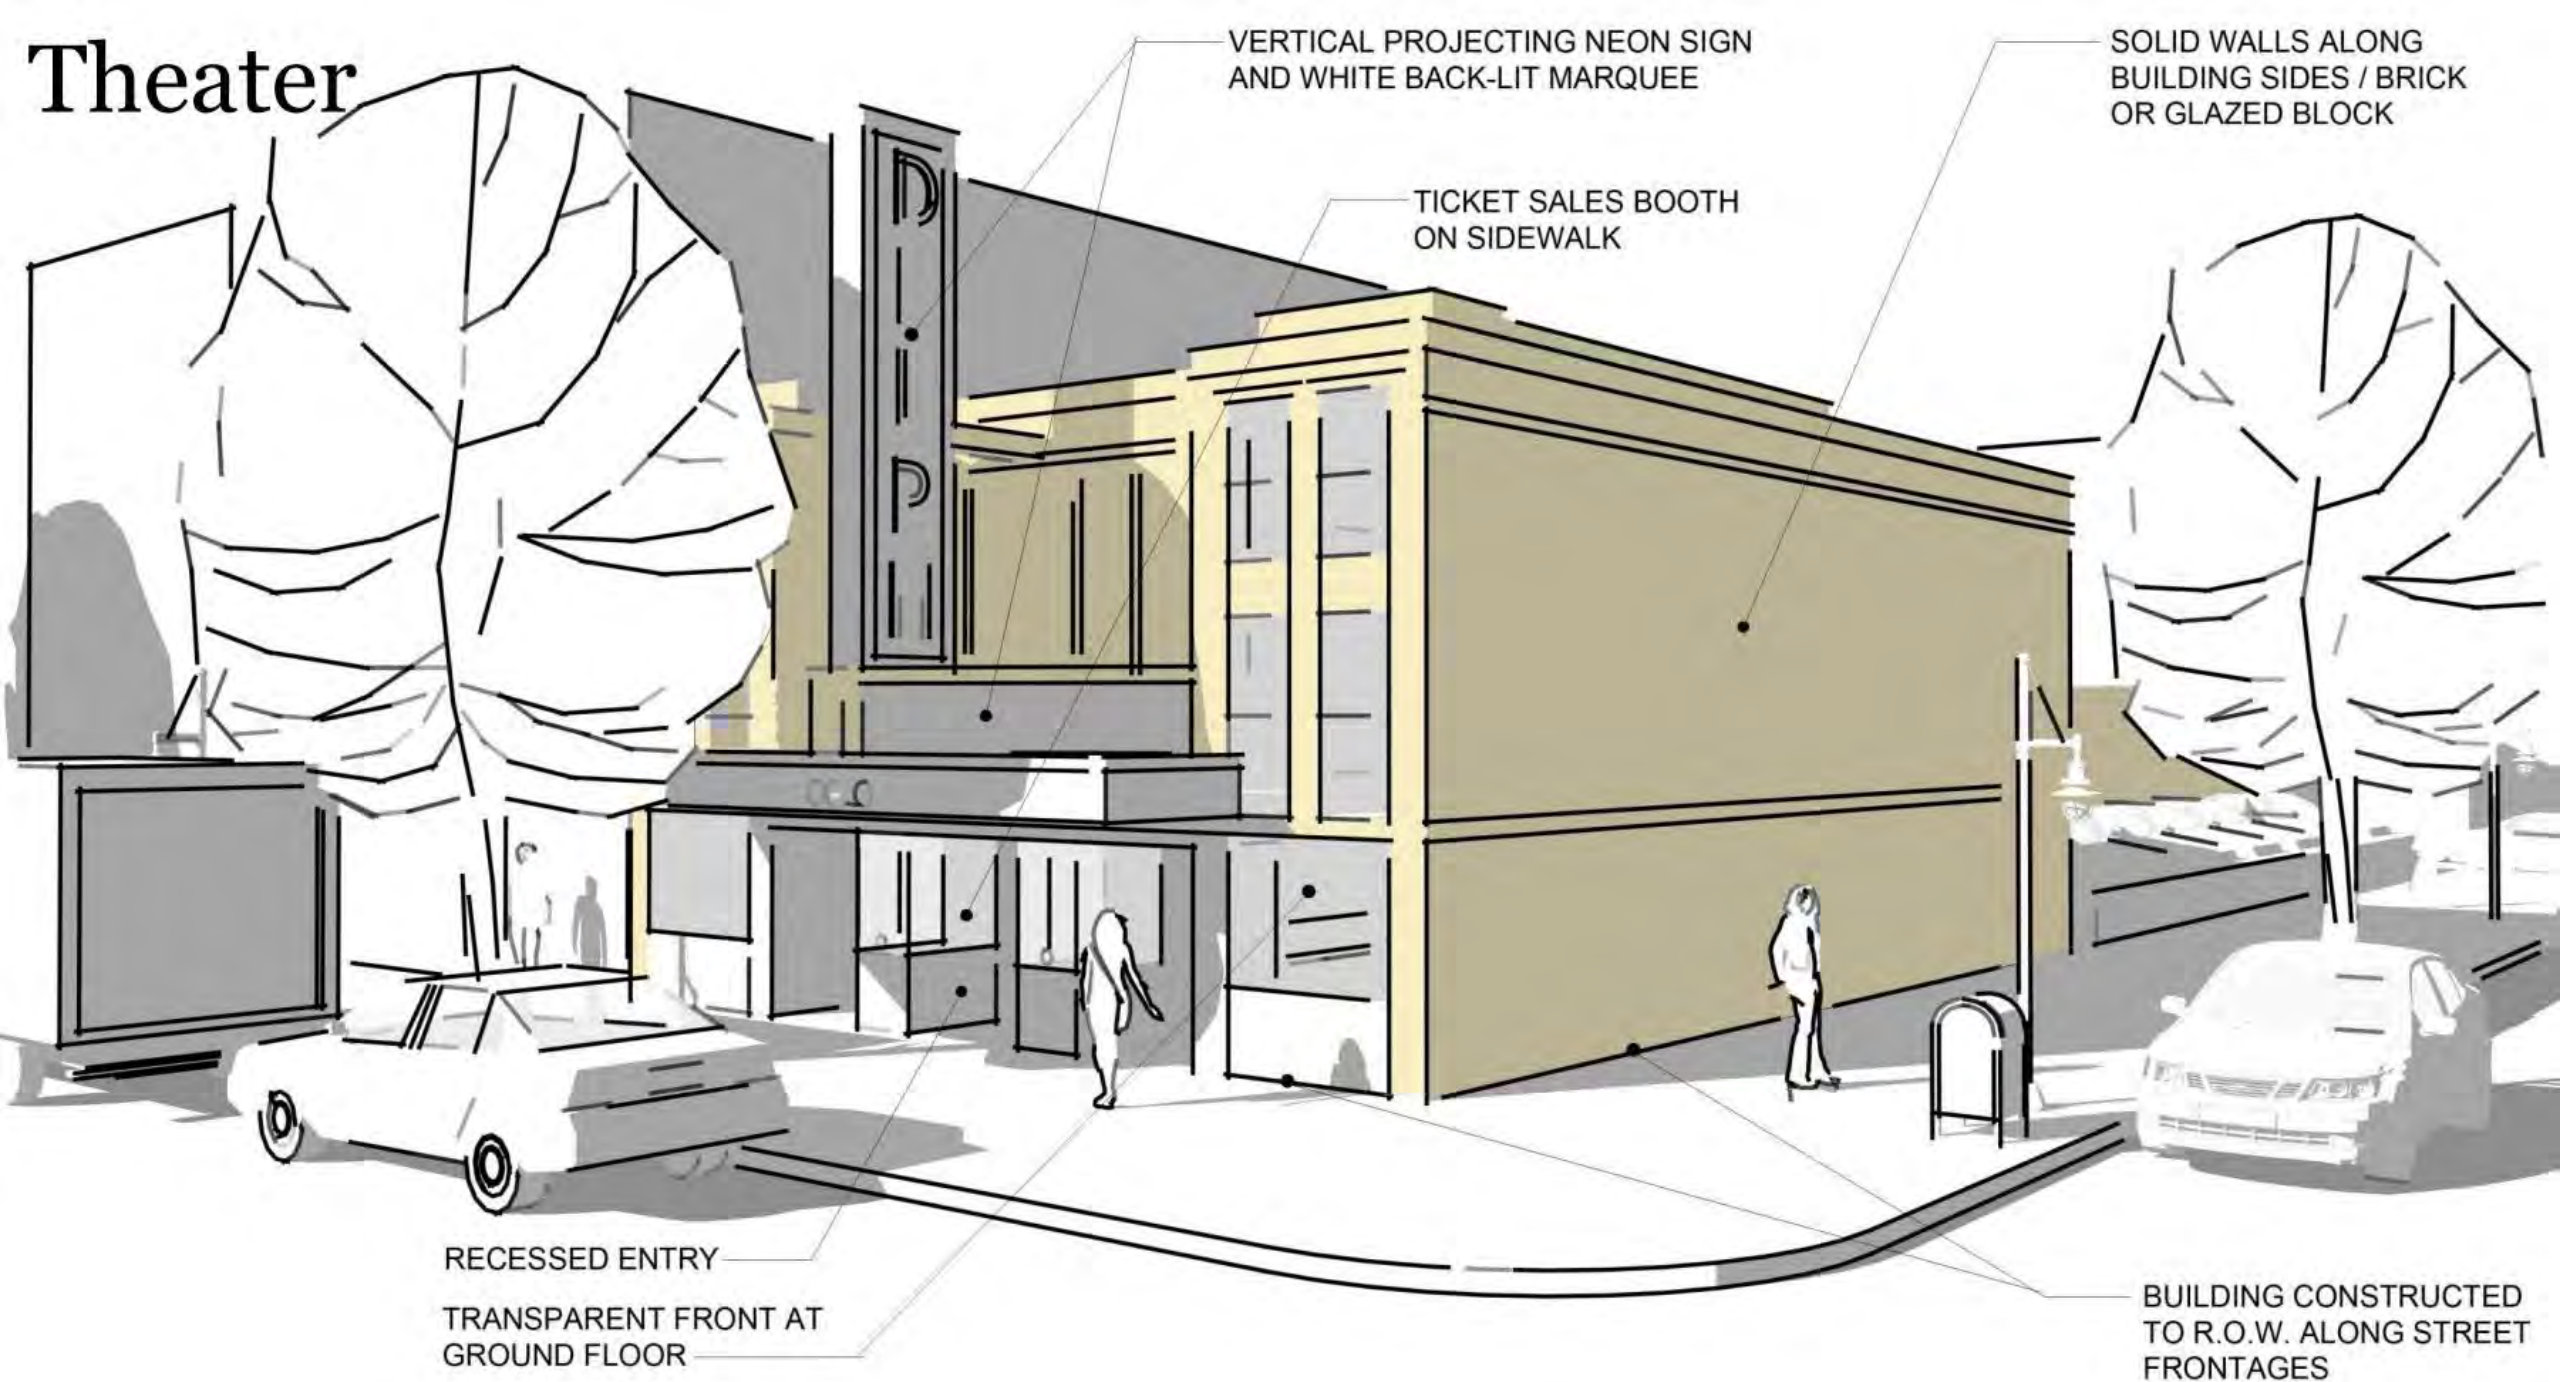 Theater
VERTICAL PROJECTING NEON SIGN
AND WHITE BACK-LIT MARQUEE
SOLID WALLS ALONG
BUILDING SIDES / BRICK
OR GLAZED BLOCK
TICKET SALES BOOTH
ON SIDEWALK
RECESSED ENTRY
TRANSPARENT FRONT AT
GROUND FLOOR
BUILDING CONSTRUCTED
TO R.O.W. ALONG STREET
FRONTAGES